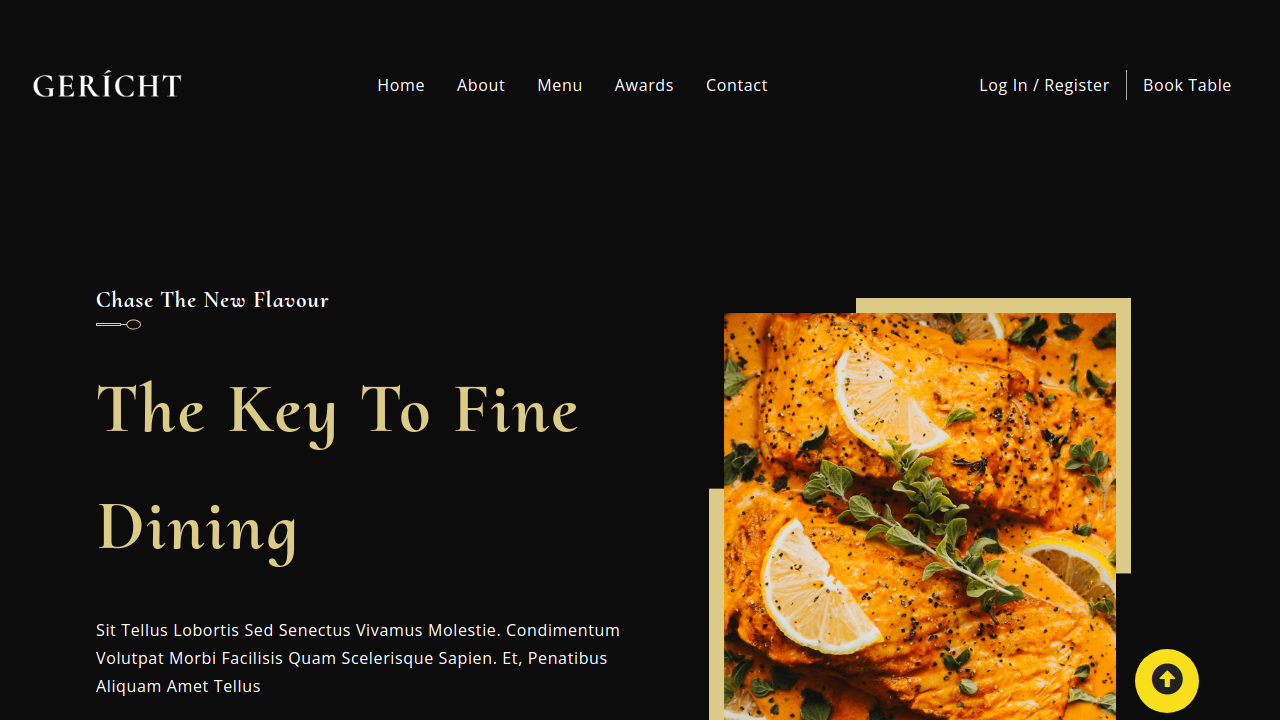 GERÍCHT
Home About Menu Awards Contact
Log In / Register Book Table
Chase The New Flavour
The Key To Fine
Dining
Sit Tellus Lobortis Sed Senectus Vivamus Molestie. Condimentum
Volutpat Morbi Facilisis Quam Scelerisque Sapien. Et, Penatibus
Aliquam Amet Tellus